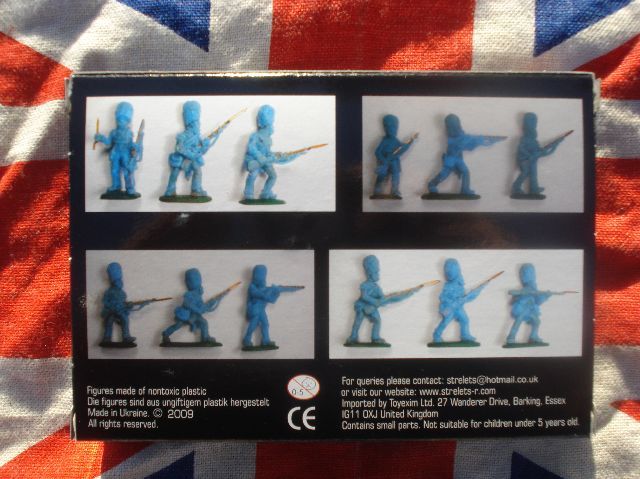 Figures made of nontoxic plastic
Die figures sind aus ungiftigem plastik hergestelt
Made in Ukraine. © 2009
All rights reserved.
0-5
CE
For queries please contact: strelets@hotmail.co.uk
or visit our website: www.strelets-r.com
Imported by Toyexim Ltd. 27 Wanderer Drive, Barking, Essex
IG11 0XJ United Kingdom
Contains small parts. Not suitable for children under 5 years old.